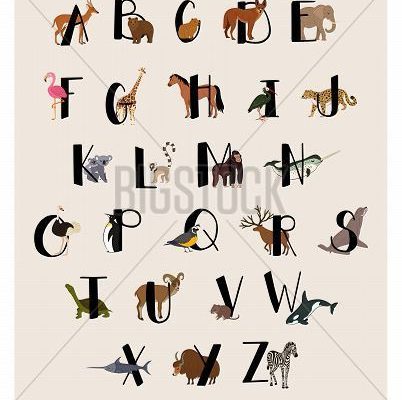 A B C D E
F G H I J
K L M N
BIGSTOCK
O P Q R S
T U V W
X Y Z